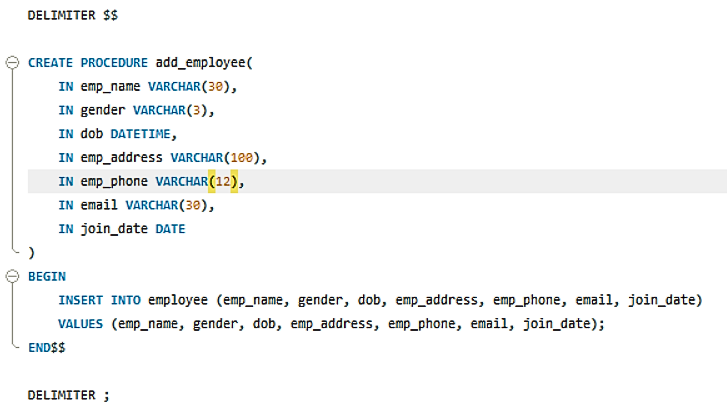 DELIMITER $$
CREATE PROCEDURE add_employee(
IN emp_name VARCHAR(30),
IN gender VARCHAR(3),
IN dob DATETIME,
IN emp_address VARCHAR(100),
IN emp_phone VARCHAR(12),
IN email VARCHAR(30),
IN join_date DATE
)
BEGIN
INSERT INTO employee (emp_name, gender, dob, emp_address, emp_phone, email, join_date)
VALUES (emp_name, gender, dob, emp_address, emp_phone, email, join_date);
END$$
DELIMITER ;